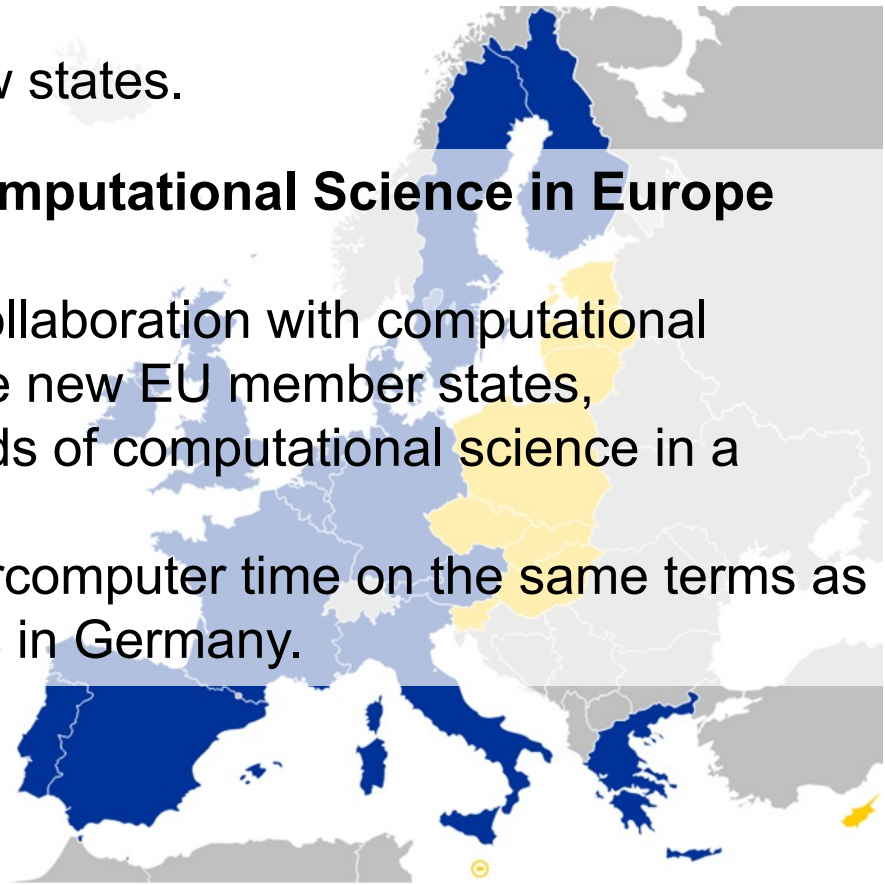 w states.
mputational Science in Europe
ollaboration with computational
e new EU member states,
ds of computational science in a
rcomputer time on the same terms as
s in Germany.